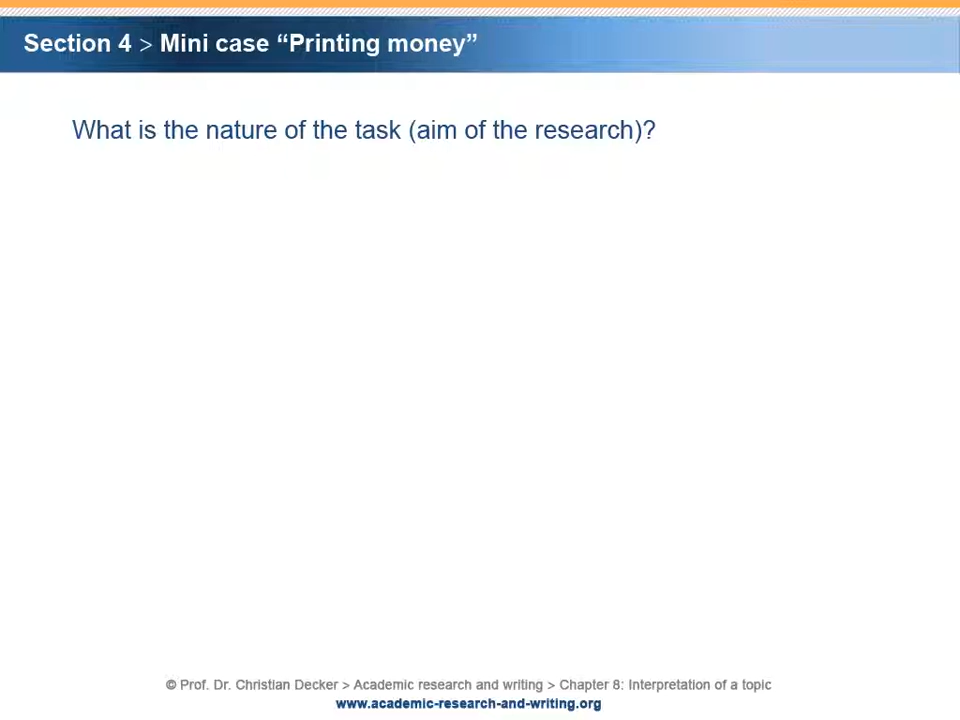 Section 4 > Mini case “Printing money”
What is the nature of the task (aim of the research)?
© Prof. Dr. Christian Decker > Academic research and writing > Chapter 8: Interpretation of a topic
www.academic-research-and-writing.org